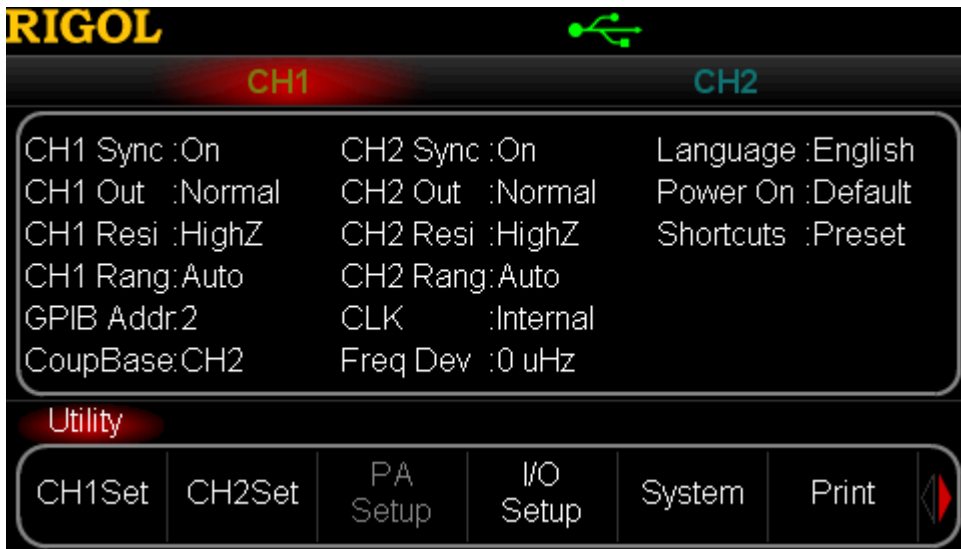 RIGOL
CH1 CH2
CH1 Sync :On CH2 Sync :On Language :English
CH1 Out :Normal CH2 Out :Normal Power On :Default
CH1 Resi :HighZ CH2 Resi :HighZ Shortcuts :Preset
CH1 Rang:Auto CH2 Rang:Auto
GPIB Addr:2 CLK :Internal
CoupBase:CH2 Freq Dev :0 uHz
Utility
CH1Set CH2Set PA Setup I/O Setup System Print